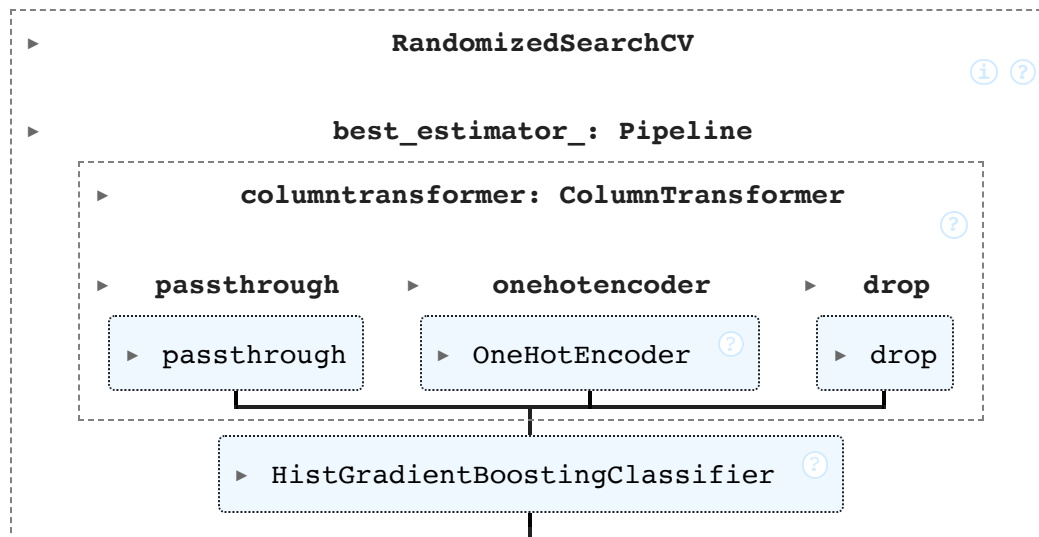 ▸ RandomizedSearchCV
i ?
▸ best_estimator_: Pipeline
▸ columntransformer: ColumnTransformer
?
▸ passthrough ▸ onehotencoder ▸ drop
▸ passthrough ▸ OneHotEncoder ? ▸ drop
▸ HistGradientBoostingClassifier ?